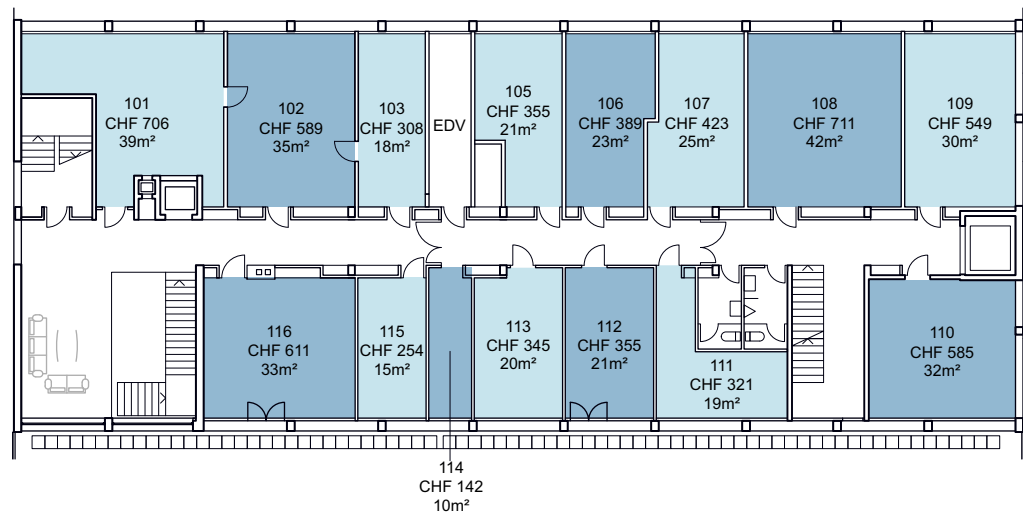 101
CHF 706
39m²
102
CHF 589
35m²
103
CHF 308
18m²
EDV
105
CHF 355
21m²
106
CHF 389
23m²
107
CHF 423
25m²
108
CHF 711
42m²
109
CHF 549
30m²
116
CHF 611
33m²
115
CHF 254
15m²
113
CHF 345
20m²
112
CHF 355
21m²
111
CHF 321
19m²
110
CHF 585
32m²
114
CHF 142
10m²